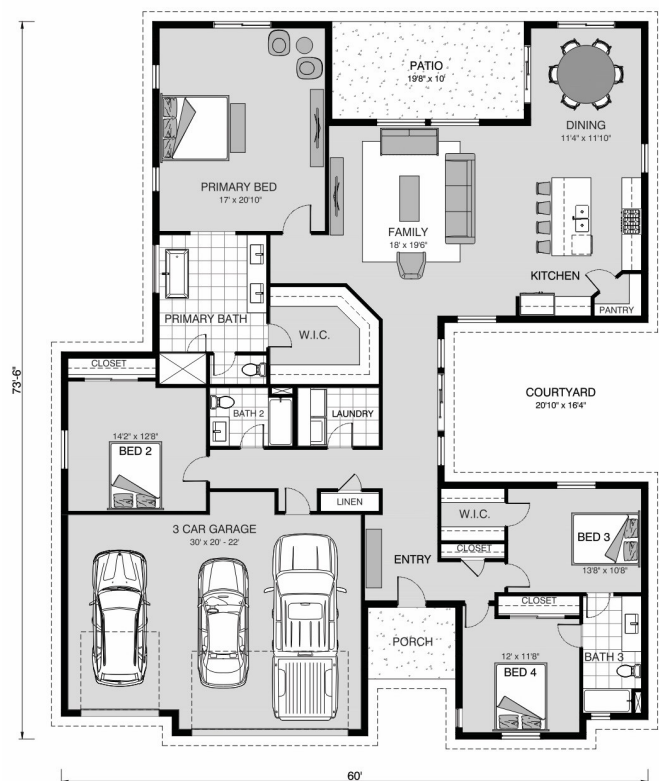 PATIO
19'8" x 10'
DINING
11'4" x 11'10"
PRIMARY BED
17' x 20'10"
FAMILY
18' x 19'6"
KITCHEN
PANTRY
PRIMARY BATH
W.I.C.
CLOSET
73'-6"
COURTYARD
20'10" x 16'4"
BATH 2
LAUNDRY
14'2" x 12'8"
BED 2
LINEN
W.I.C.
3 CAR GARAGE
30' x 20' - 22'
BED 3
13'8" x 10'8"
CLOSET
ENTRY
CLOSET
PORCH
12' x 11'8"
BED 4
BATH 3
60'